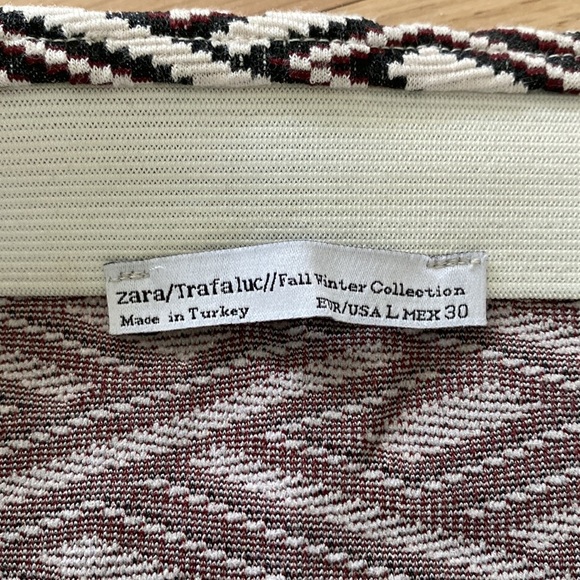 zara/Trafaluc//Fall Winter Collection
Made in Turkey EUR/USA L MEX 30